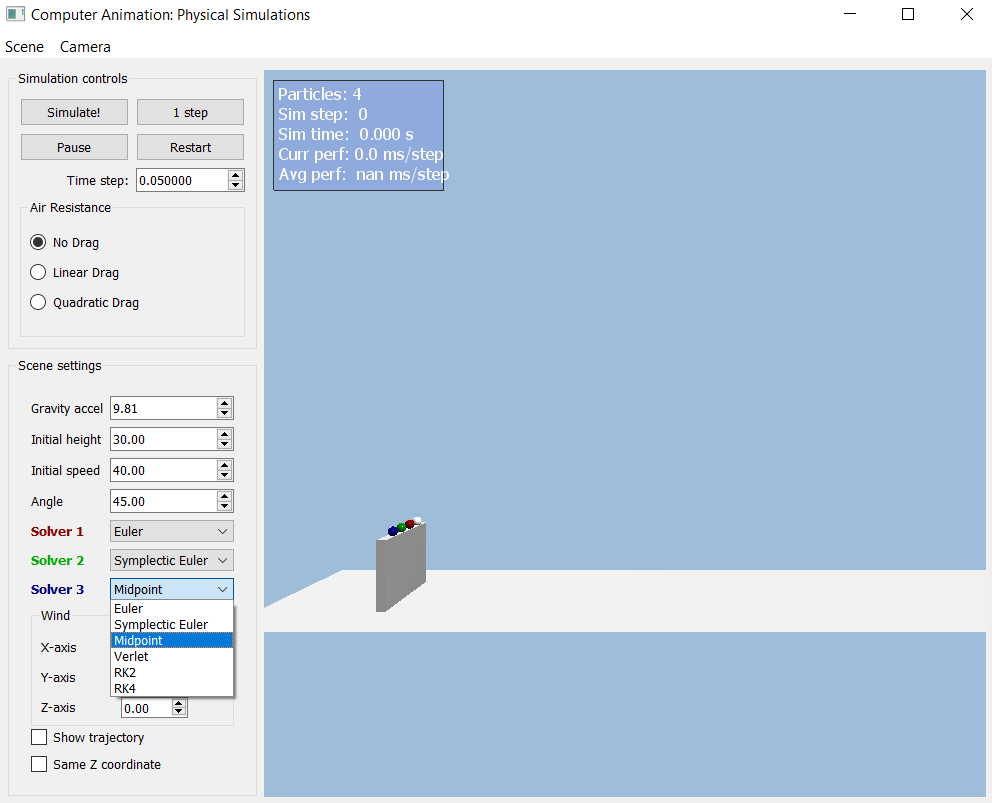 Computer Animation: Physical Simulations
Scene Camera
Simulation controls
Simulate! 1 step
Pause Restart
Time step: 0.050000
Air Resistance
No Drag
Linear Drag
Quadratic Drag
Scene settings
Gravity accel 9.81
Initial height 30.00
Initial speed 40.00
Angle 45.00
Solver 1 Euler
Solver 2 Symplectic Euler
Solver 3 Midpoint
Euler
Symplectic Euler
Midpoint
Verlet
RK2
RK4
Wind
X-axis
Y-axis
Z-axis 0.00
Show trajectory
Same Z coordinate
Particles: 4
Sim step: 0
Sim time: 0.000 s
Curr perf: 0.0 ms/step
Avg perf: nan ms/step